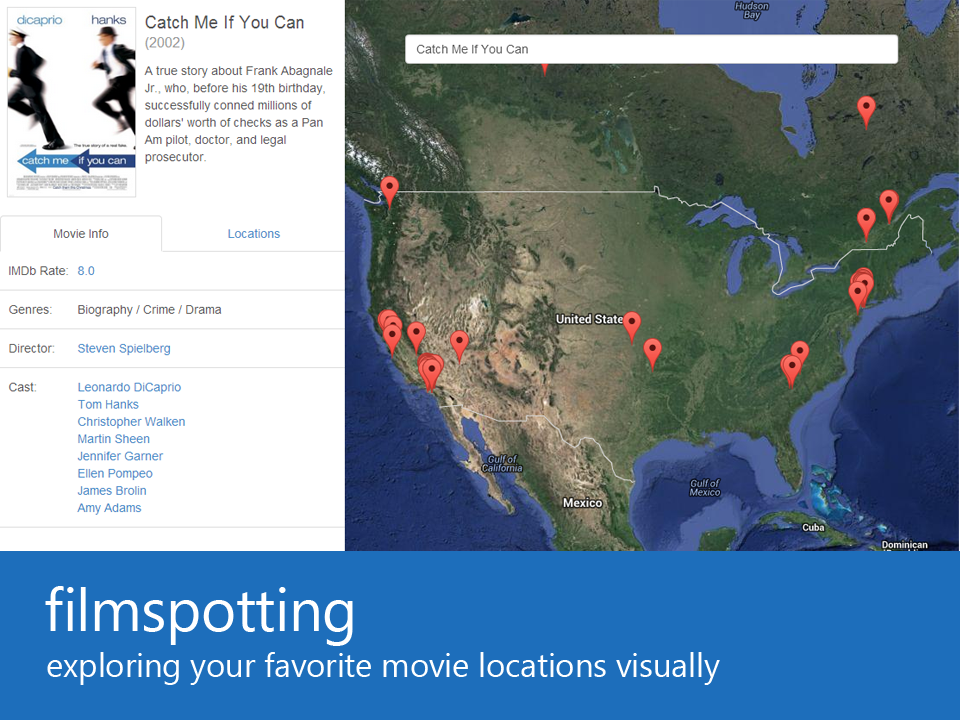 dicaprio hanks
The true story of a real fake.
catch me if you can
Catch Me If You Can
(2002)
A true story about Frank Abagnale
Jr., who, before his 19th birthday,
successfully conned millions of
dollars' worth of checks as a Pan
Am pilot, doctor, and legal
prosecutor.
Movie Info
Locations
IMDb Rate: 8.0
Genres: Biography / Crime / Drama
Director: Steven Spielberg
Cast: Leonardo DiCaprio
Tom Hanks
Christopher Walken
Martin Sheen
Jennifer Garner
Ellen Pompeo
James Brolin
Amy Adams
Hudson
Bay
Catch Me If You Can
United State
Gulf of
California
Mexico
Gulf of
Mexico
Cuba
Dominican
filmspotting
exploring your favorite movie locations visually